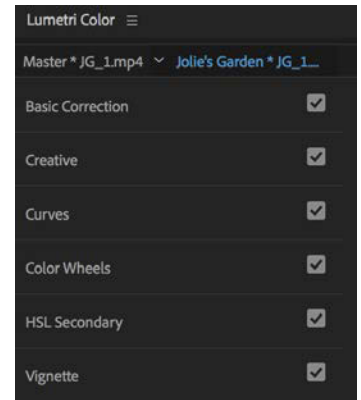 Lumetri Color
Master * JG_1.mp4 Jolie's Garden * JG_1...
Basic Correction
Creative
Curves
Color Wheels
HSL Secondary
Vignette